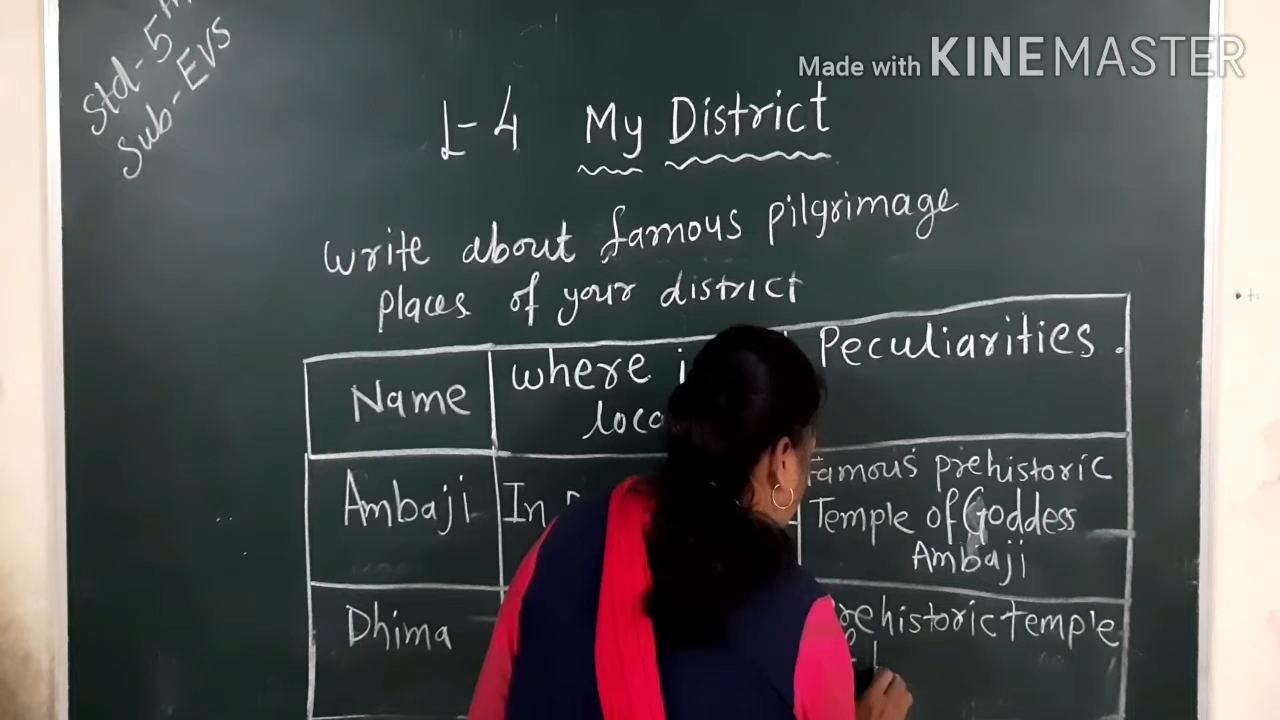 Std-5th
Sub-EVS
Made with KINEMASTER
L-4 My District
Write about famous pilgrimage
places of your district
Name
where
Peculiarities.
Ambaji
In
Famous prehistoric
Temple of Goddess
Ambaji
Dhima
prehistoric temple